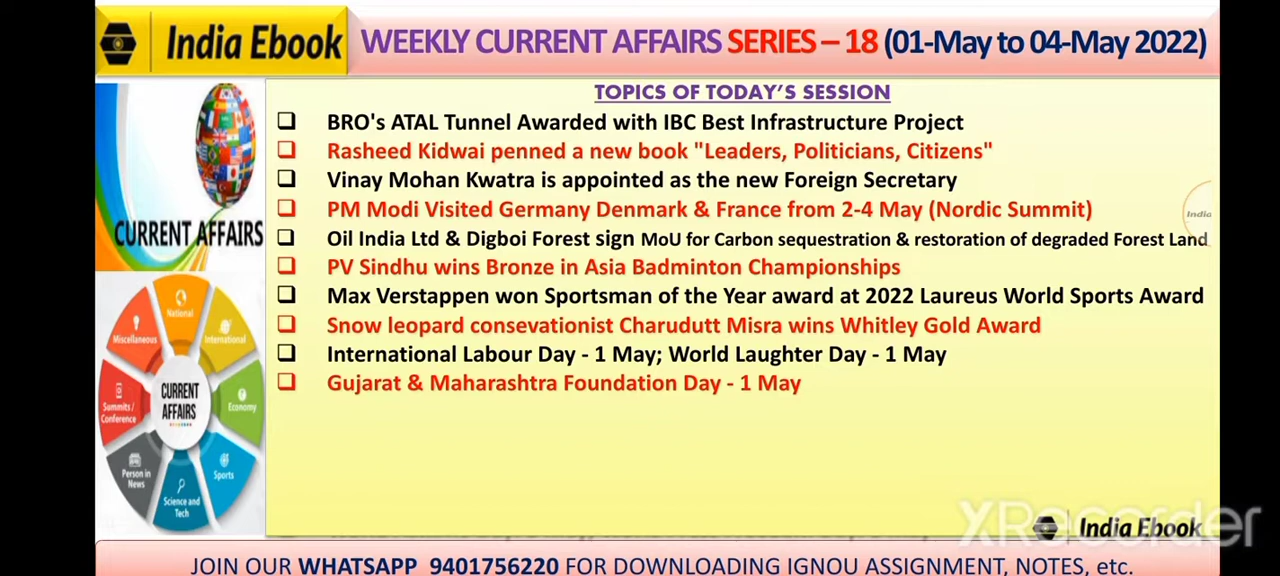 India Ebook WEEKLY CURRENT AFFAIRS SERIES – 18 (01-May to 04-May 2022)
TOPICS OF TODAY'S SESSION
BRO's ATAL Tunnel Awarded with IBC Best Infrastructure Project
Rasheed Kidwai penned a new book "Leaders, Politicians, Citizens"
Vinay Mohan Kwatra is appointed as the new Foreign Secretary
PM Modi Visited Germany Denmark & France from 2-4 May (Nordic Summit)
Oil India Ltd & Digboi Forest sign MoU for Carbon sequestration & restoration of degraded Forest Land
PV Sindhu wins Bronze in Asia Badminton Championships
Max Verstappen won Sportsman of the Year award at 2022 Laureus World Sports Award
Snow leopard consevationist Charudutt Misra wins Whitley Gold Award
International Labour Day - 1 May; World Laughter Day - 1 May
Gujarat & Maharashtra Foundation Day - 1 May
CURRENT AFFAIRS
National
International
Economy
Sports
Science and
Tech
Person in
News
Summits/
Conference
Miscellaneous
CURRENT
AFFAIRS
India
XRecorder
India Ebook
JOIN OUR WHATSAPP 9401756220 FOR DOWNLOADING IGNOU ASSIGNMENT, NOTES, etc.